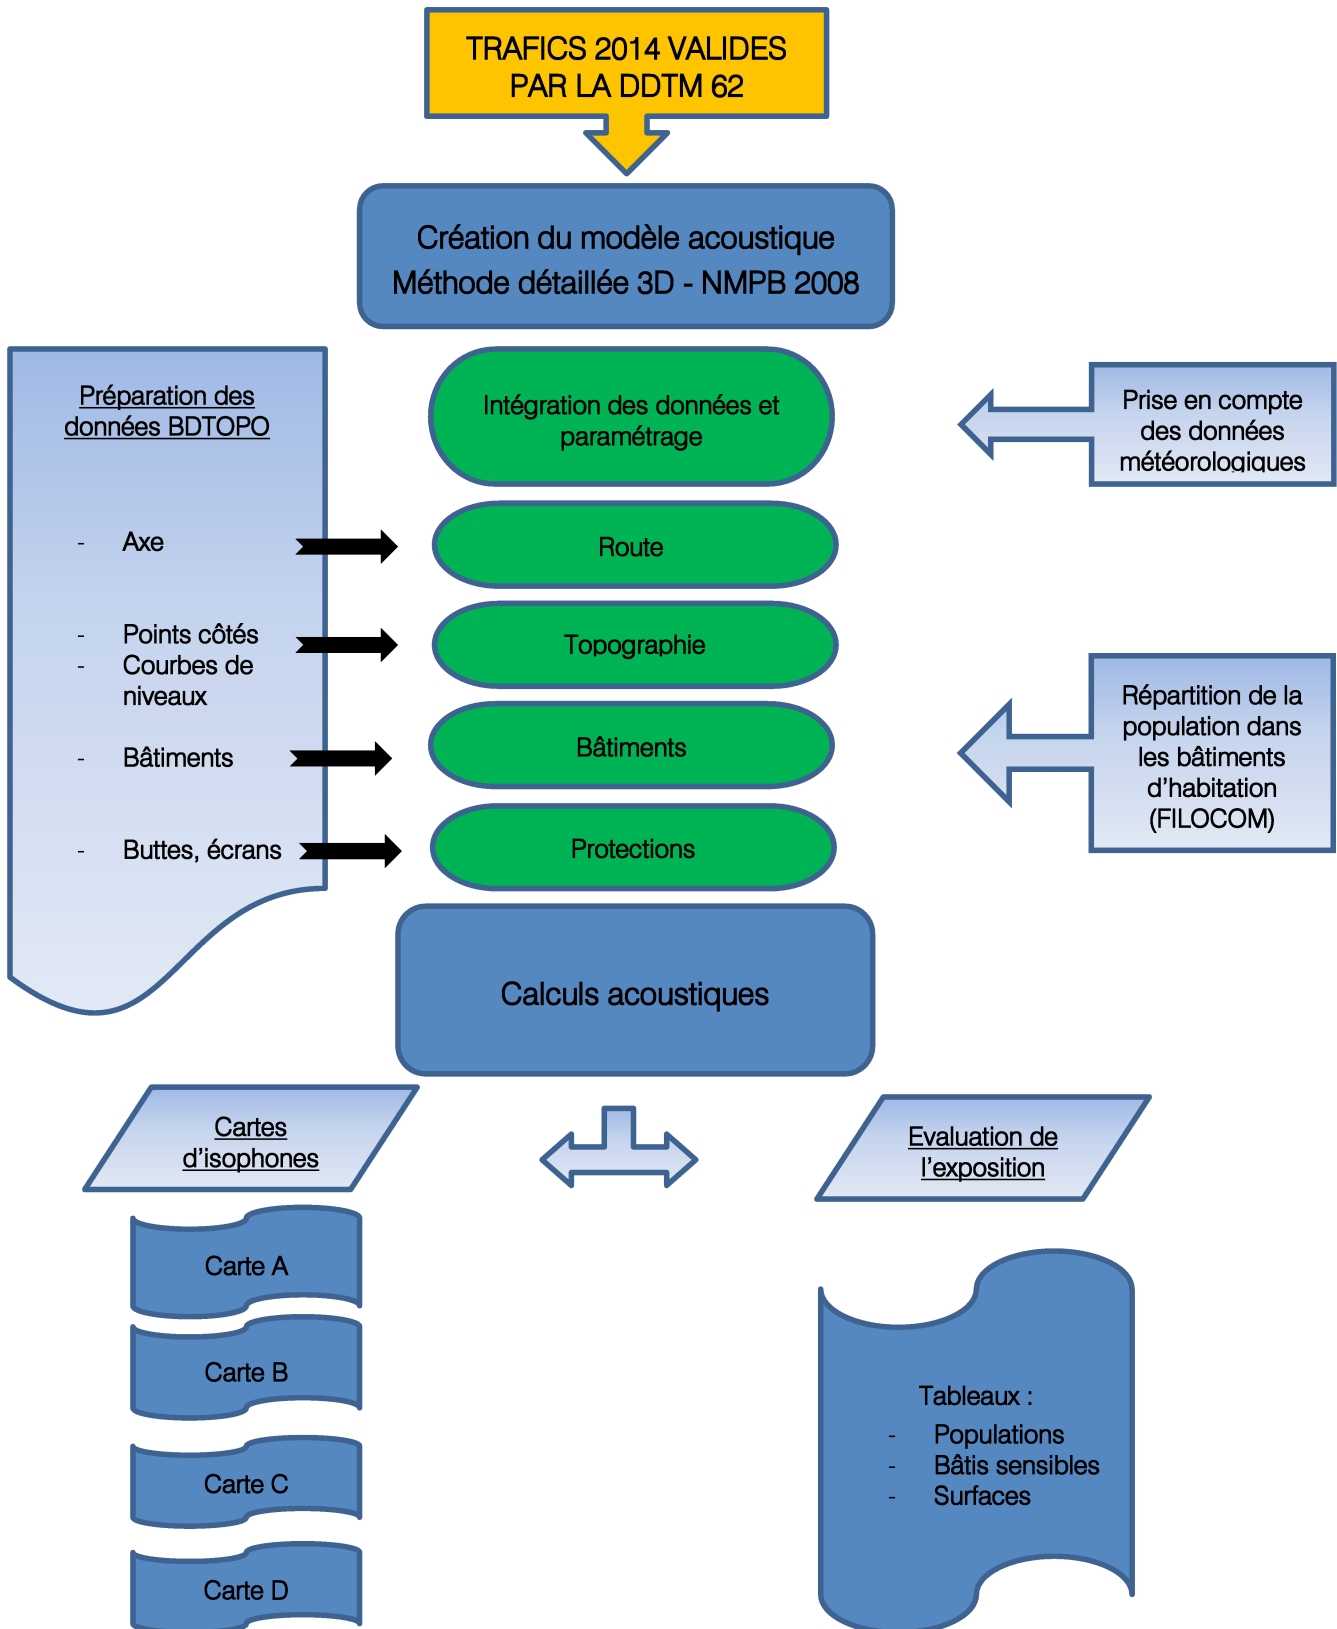 TRAFICS 2014 VALIDES
PAR LA DDTM 62
Création du modèle acoustique
Méthode détaillée 3D - NMPB 2008
Préparation des
données BDTOPO
- Axe
- Points côtés
- Courbes de
niveaux
- Bâtiments
- Buttes, écrans
Intégration des données et
paramétrage
Route
Topographie
Bâtiments
Protections
Prise en compte
des données
météorologiques
Répartition de la
population dans
les bâtiments
d'habitation
(FILOCOM)
Calculs acoustiques
Cartes
d'isophones
Carte A
Carte B
Carte C
Carte D
Evaluation de
l'exposition
Tableaux :
- Populations
- Bâtis sensibles
- Surfaces